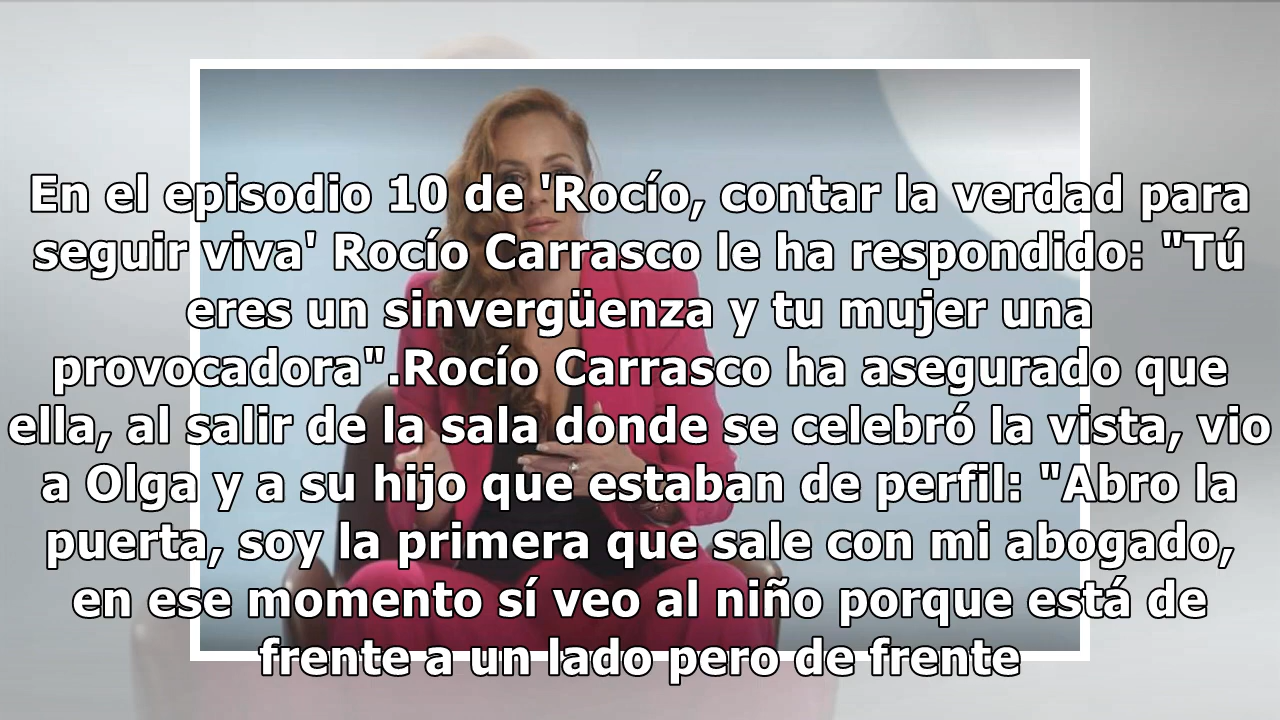 En el episodio 10 de 'Rocío, contar la verdad para
seguir viva' Rocío Carrasco le ha respondido: "Tú
eres un sinvergüenza y tu mujer una
provocadora".Rocío Carrasco ha asegurado que
ella, al salir de la sala donde se celebró la vista, vio
a Olga y a su hijo que estaban de perfil: "Abro la
puerta, soy la primera que sale con mi abogado,
en ese momento sí veo al niño porque está de
frente a un lado pero de frente